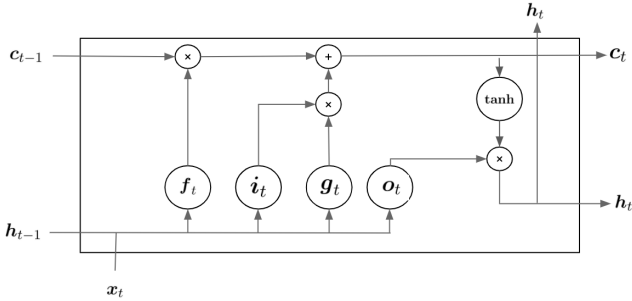 h_t
c_{t-1} × + c_t
tanh
×
×
f_t i_t g_t o_t
h_{t-1} h_t
x_t